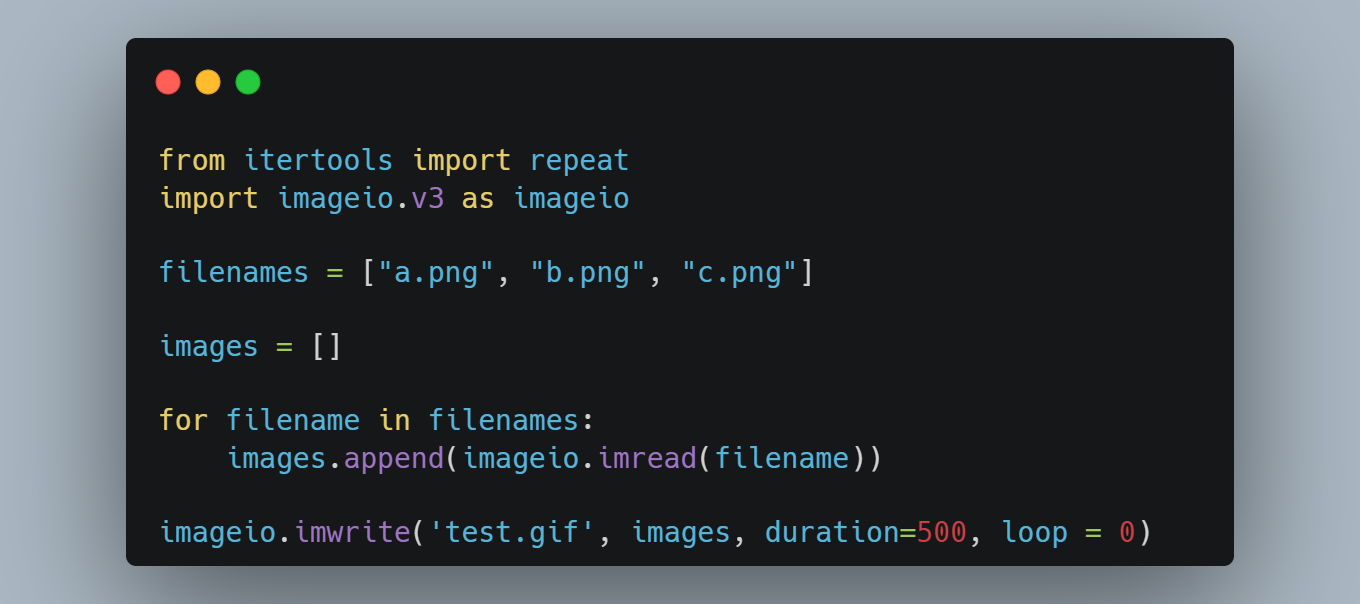 from itertools import repeat
import imageio.v3 as imageio
filenames = ["a.png", "b.png", "c.png"]
images = []
for filename in filenames:
    images.append(imageio.imread(filename))
imageio.imwrite('test.gif', images, duration=500, loop = 0)